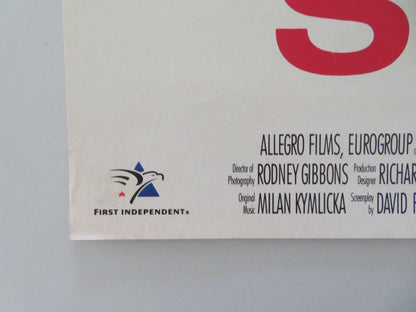 S
ALLEGRO FILMS, EUROGROUP
Director of Photography RODNEY GIBBONS Production Designer RICHAR
Original Music MILAN KYMLICKA Screenplay by DAVID
FIRST INDEPENDENT®